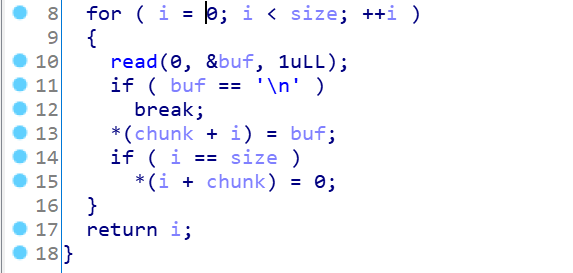 8 for ( i = 0; i < size; ++i )
9 {
10 read(0, &buf, 1uLL);
11 if ( buf == '\n' )
12 break;
13 *(chunk + i) = buf;
14 if ( i == size )
15 *(i + chunk) = 0;
16 }
17 return i;
18 }